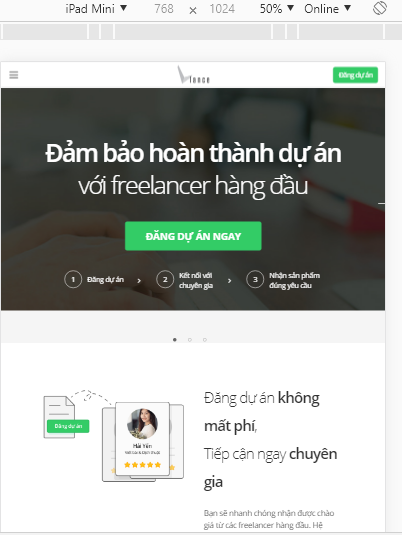 iPad Mini 768 × 1024 50% Online
Vlance Đăng dự án
Đảm bảo hoàn thành dự án
với freelancer hàng đầu
ĐĂNG DỰ ÁN NGAY
1 Đăng dự án › 2 Kết nối với chuyên gia › 3 Nhận sản phẩm đúng yêu cầu
Đăng dự án không
mất phí,
Tiếp cận ngay chuyên
gia
Đăng dự án
Hải Yến
Bạn sẽ nhanh chóng nhận được chào
giá từ các freelancer hàng đầu. Hệ